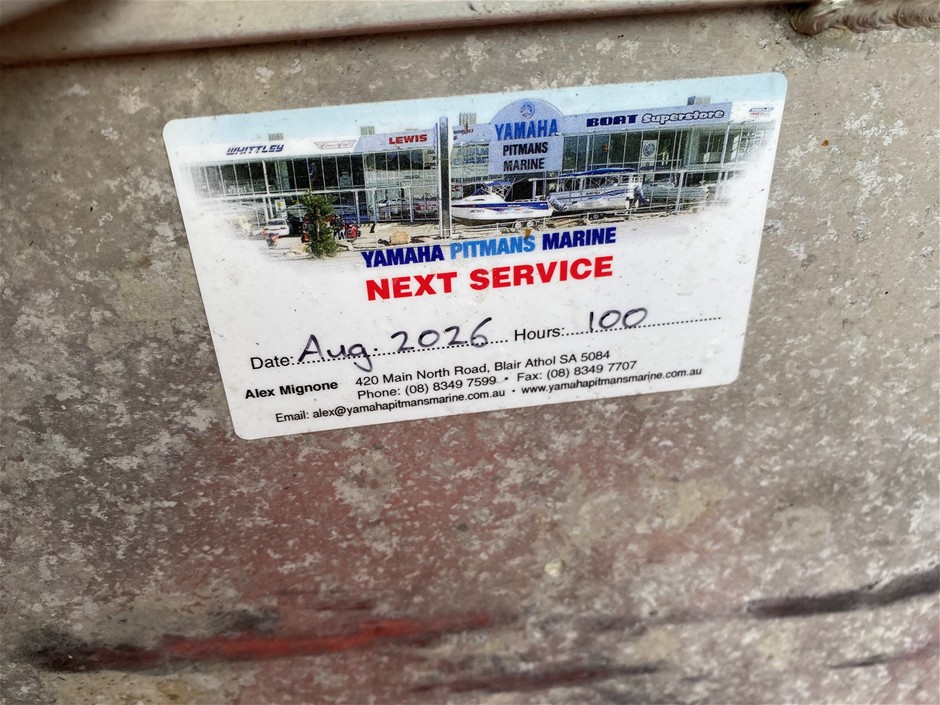 WHITTLEY
LEWIS
YAMAHA
PITMANS
MARINE
BOAT Superstore
YAMAHA PITMANS MARINE
NEXT SERVICE
Date: Aug. 2026 Hours: 100
Alex Mignone 420 Main North Road, Blair Athol SA 5084
Phone: (08) 8349 7599 • Fax: (08) 8349 7707
Email: alex@yamahapitmansmarine.com.au • www.yamahapitmansmarine.com.au